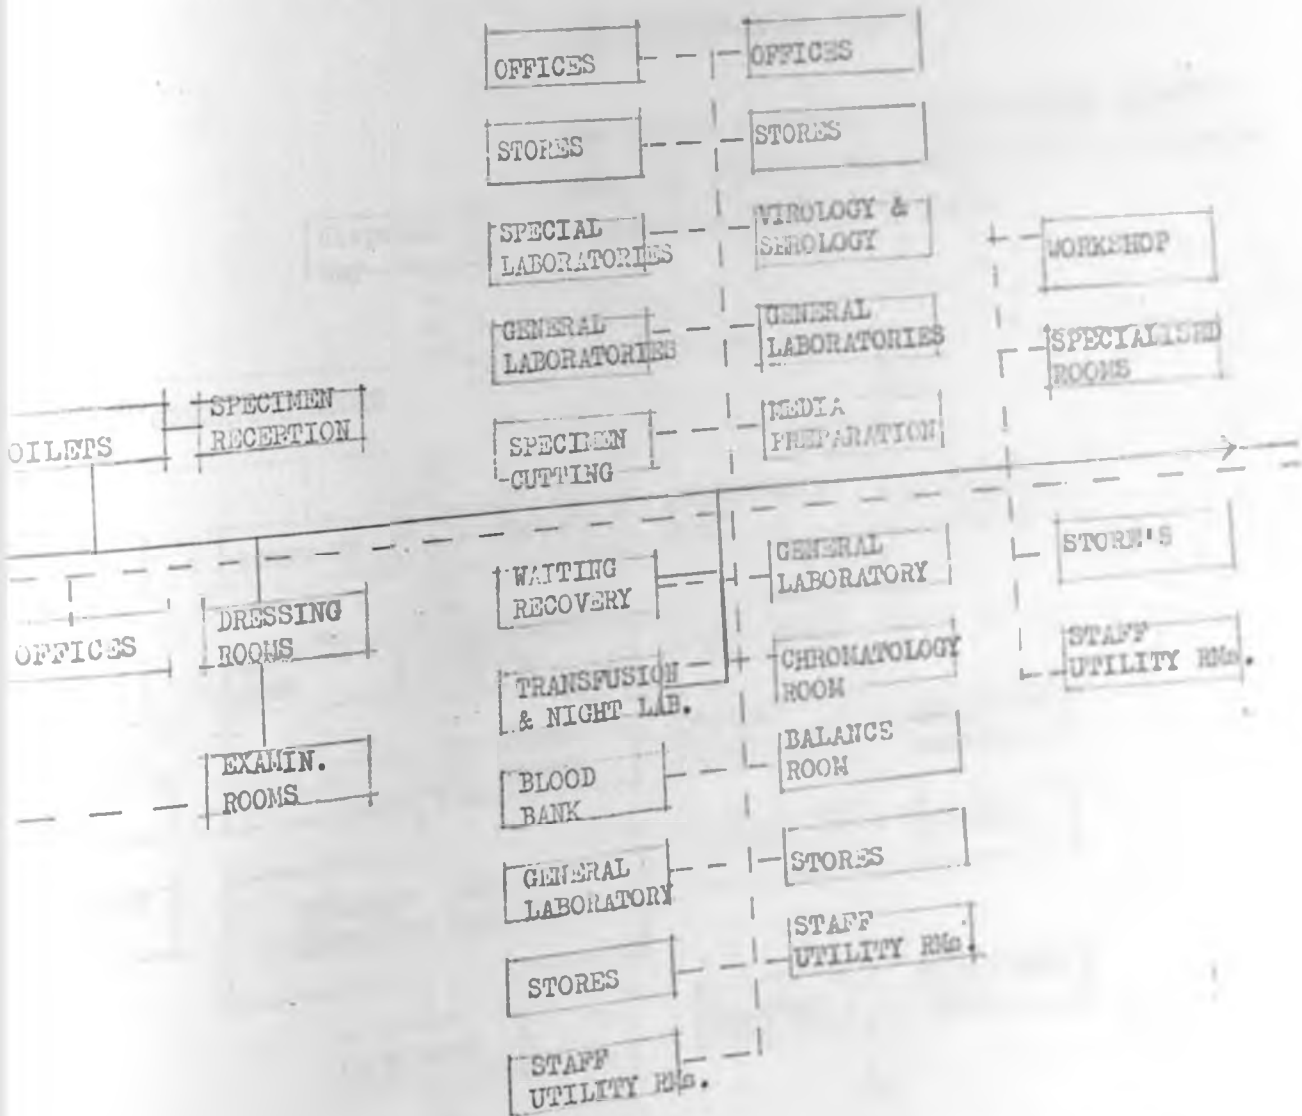 OFFICES
OFFICES
STORES
STORES
SPECIAL
LABORATORIES
VIROLOGY &
SEROLOGY
WORKSHOP
GENERAL
LABORATORIES
GENERAL
LABORATORIES
SPECIALISED
ROOMS
OILETS
SPECIMEN
RECEPTION
SPECIMEN
CUTTING
MEDIA
PREPARATION
OFFICES
DRESSING
ROOMS
WAITING
RECOVERY
GENERAL
LABORATORY
STORE'S
TRANSFUSION
& NIGHT LAB.
CHROMATOLOGY
ROOM
STAFF
UTILITY RMs.
EXAMIN.
ROOMS
BLOOD
BANK
BALANCE
ROOM
GENERAL
LABORATORY
STORES
STORES
STAFF
UTILITY RMs.
STAFF
UTILITY RMs.